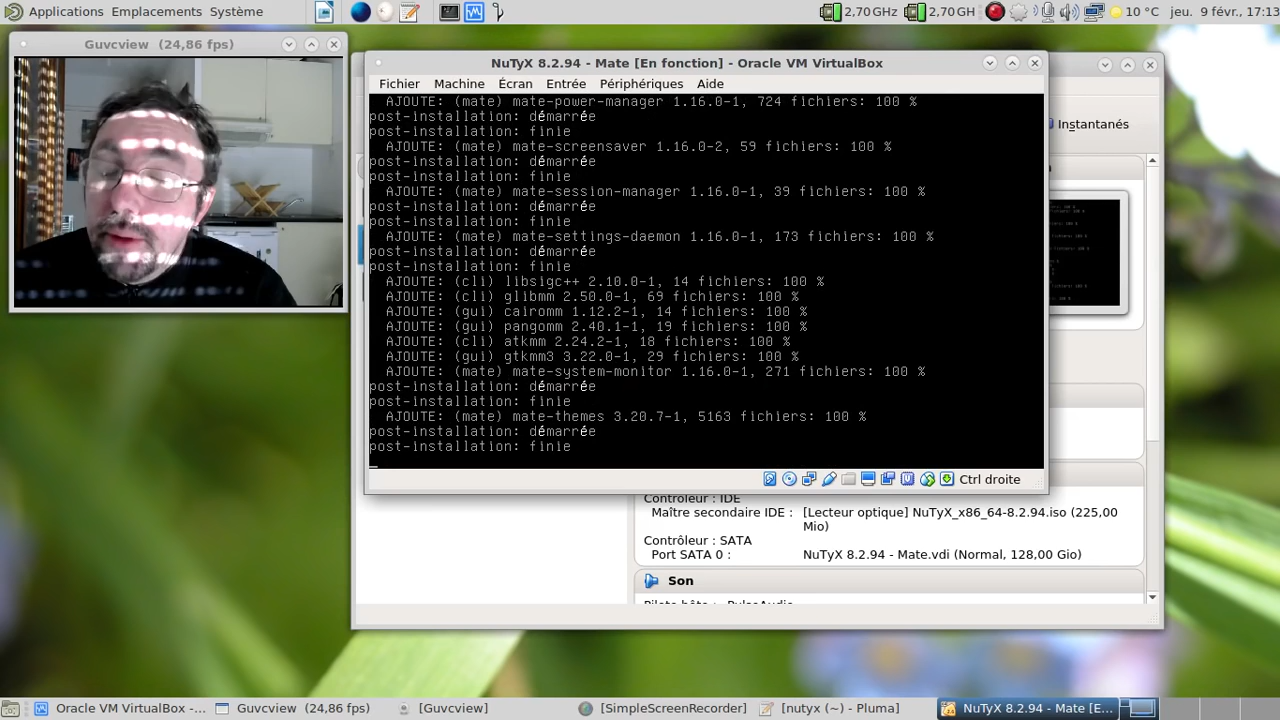 Applications Emplacements Système
2,70 GHz 2,70 GH 10 °C jeu. 9 févr., 17:13
Guvcview (24,86 fps)
NuTyX 8.2.94 - Mate [En fonction] - Oracle VM VirtualBox
Fichier Machine Écran Entrée Périphériques Aide
AJOUTE: (mate) mate-power-manager 1.16.0-1, 724 fichiers: 100 %
post-installation: démarrée
post-installation: finie
AJOUTE: (mate) mate-screensaver 1.16.0-2, 59 fichiers: 100 %
post-installation: démarrée
post-installation: finie
AJOUTE: (mate) mate-session-manager 1.16.0-1, 39 fichiers: 100 %
post-installation: démarrée
post-installation: finie
AJOUTE: (mate) mate-settings-daemon 1.16.0-1, 173 fichiers: 100 %
post-installation: démarrée
post-installation: finie
AJOUTE: (cli) libsigc++ 2.10.0-1, 14 fichiers: 100 %
AJOUTE: (cli) glibmm 2.50.0-1, 69 fichiers: 100 %
AJOUTE: (gui) cairomm 1.12.2-1, 14 fichiers: 100 %
AJOUTE: (gui) pangomm 2.40.1-1, 19 fichiers: 100 %
AJOUTE: (cli) atkmm 2.24.2-1, 18 fichiers: 100 %
AJOUTE: (gui) gtkmm3 3.22.0-1, 29 fichiers: 100 %
AJOUTE: (mate) mate-system-monitor 1.16.0-1, 271 fichiers: 100 %
post-installation: démarrée
post-installation: finie
AJOUTE: (mate) mate-themes 3.20.7-1, 5163 fichiers: 100 %
post-installation: démarrée
post-installation: finie
Ctrl droite
Instantanés
Contrôleur : IDE
Maître secondaire IDE : [Lecteur optique] NuTyX_x86_64-8.2.94.iso (225,00 Mio)
Contrôleur : SATA
Port SATA 0 : NuTyX 8.2.94 - Mate.vdi (Normal, 128,00 Gio)
Son
Pilote hôte : PulseAudio
Oracle VM VirtualBox -... Guvcview (24,86 fps) [Guvcview] [SimpleScreenRecorder] [nutyx (~) - Pluma] NuTyX 8.2.94 - Mate [E...